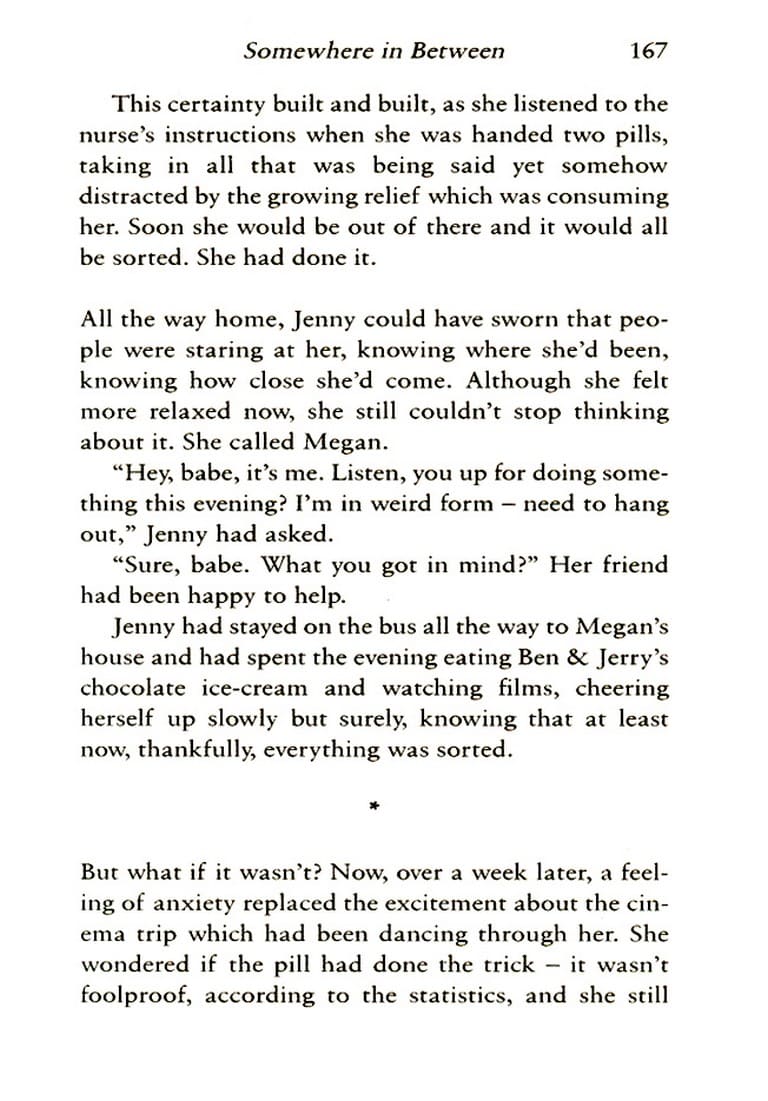 Somewhere in Between 167
This certainty built and built, as she listened to the
nurse's instructions when she was handed two pills,
taking in all that was being said yet somehow
distracted by the growing relief which was consuming
her. Soon she would be out of there and it would all
be sorted. She had done it.
All the way home, Jenny could have sworn that peo-
ple were staring at her, knowing where she'd been,
knowing how close she'd come. Although she felt
more relaxed now, she still couldn't stop thinking
about it. She called Megan.
“Hey, babe, it's me. Listen, you up for doing some-
thing this evening? I'm in weird form – need to hang
out,” Jenny had asked.
“Sure, babe. What you got in mind?” Her friend
had been happy to help.
Jenny had stayed on the bus all the way to Megan's
house and had spent the evening eating Ben & Jerry's
chocolate ice-cream and watching films, cheering
herself up slowly but surely, knowing that at least
now, thankfully, everything was sorted.
*
But what if it wasn't? Now, over a week later, a feel-
ing of anxiety replaced the excitement about the cin-
ema trip which had been dancing through her. She
wondered if the pill had done the trick – it wasn't
foolproof, according to the statistics, and she still